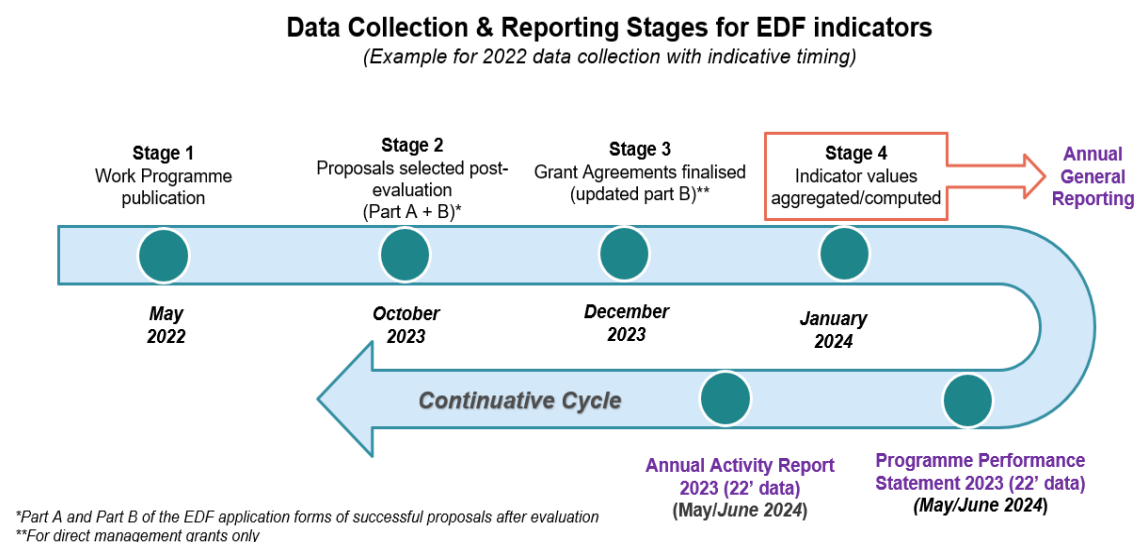 Data Collection & Reporting Stages for EDF indicators
(Example for 2022 data collection with indicative timing)
Stage 1
Work Programme
publication
Stage 2
Proposals selected post-
evaluation
(Part A + B)*
Stage 3
Grant Agreements finalised
(updated part B)**
Stage 4
Indicator values
aggregated/computed
Annual
General
Reporting
May
2022
October
2023
December
2023
January
2024
Continuative Cycle
Annual Activity Report
2023 (22’ data)
(May/June 2024)
Programme Performance
Statement 2023 (22’ data)
(May/June 2024)
*Part A and Part B of the EDF application forms of successful proposals after evaluation
**For direct management grants only